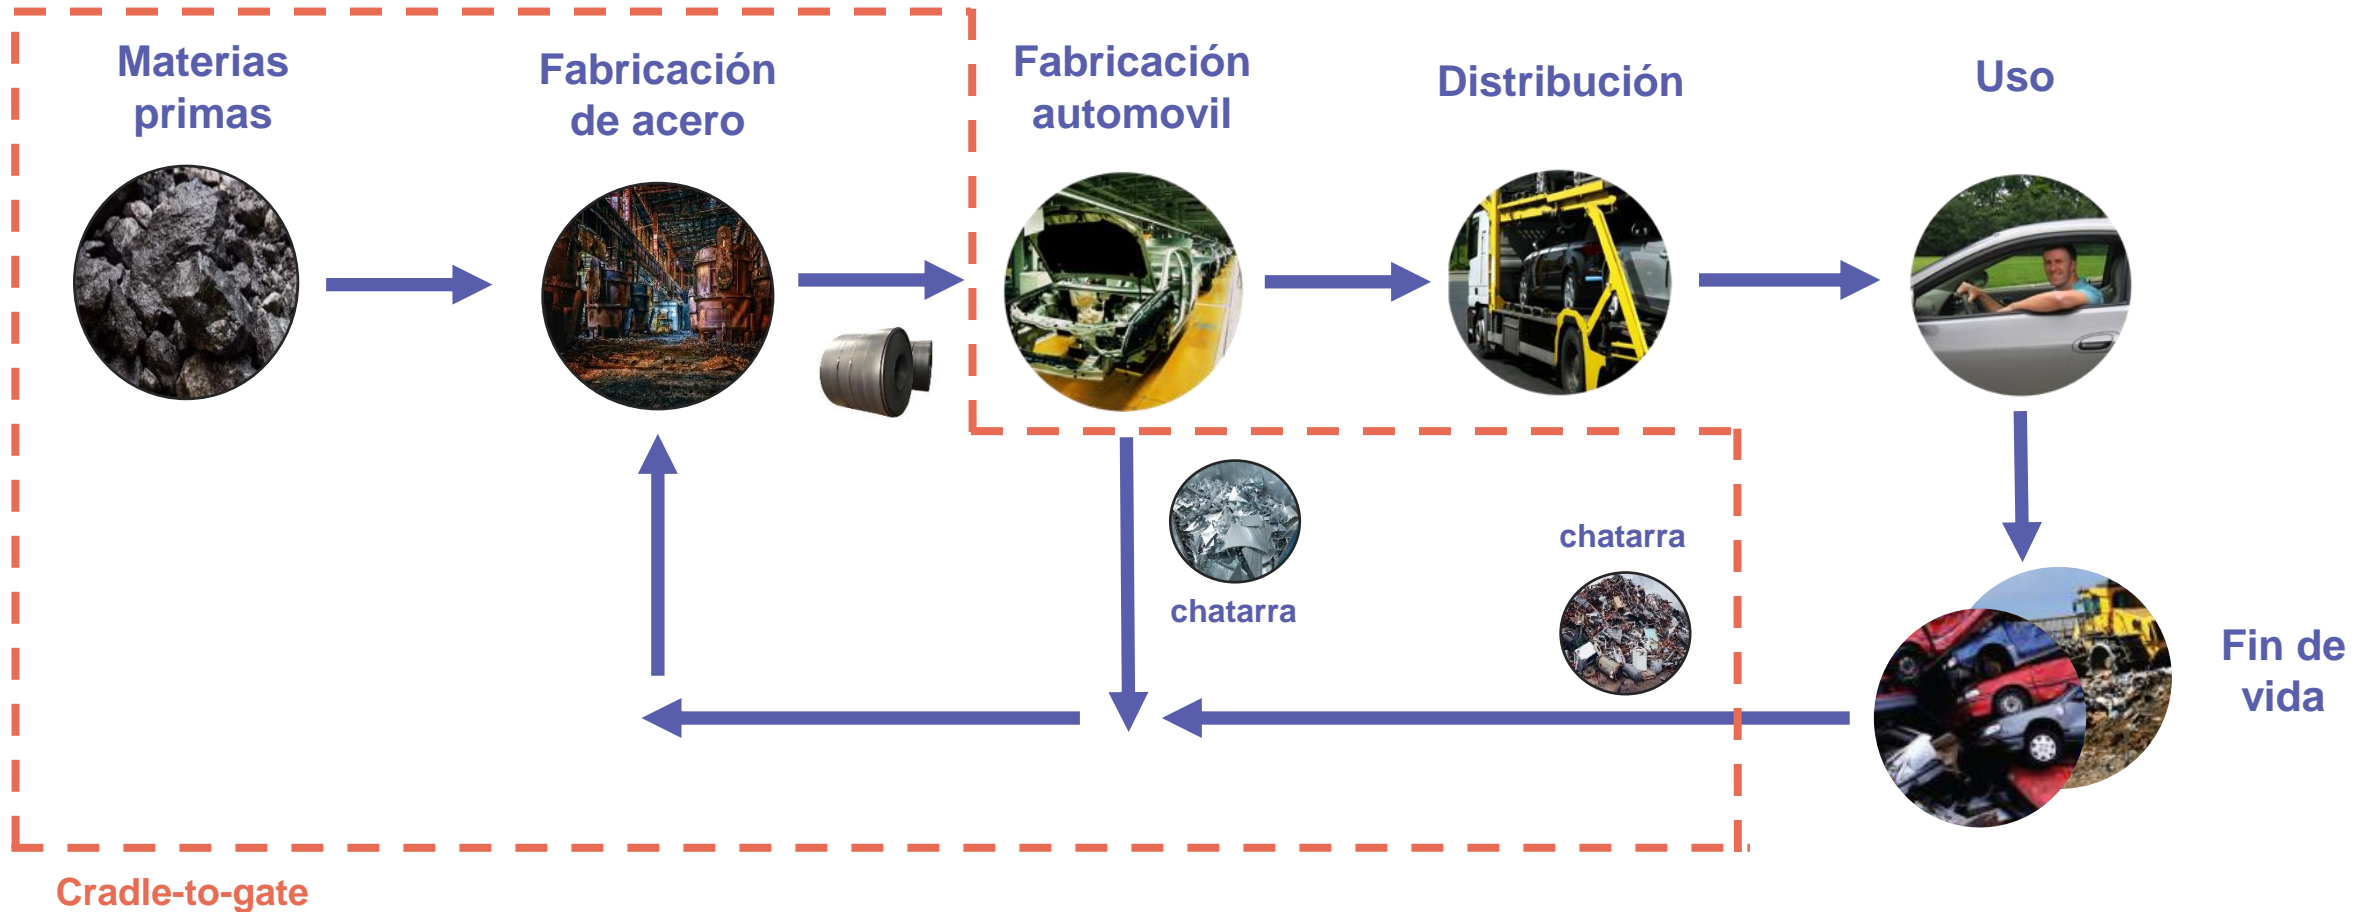 Materias
primas
Fabricación
de acero
Fabricación
automovil
Distribución
Uso
chatarra
chatarra
Fin de
vida
Cradle-to-gate